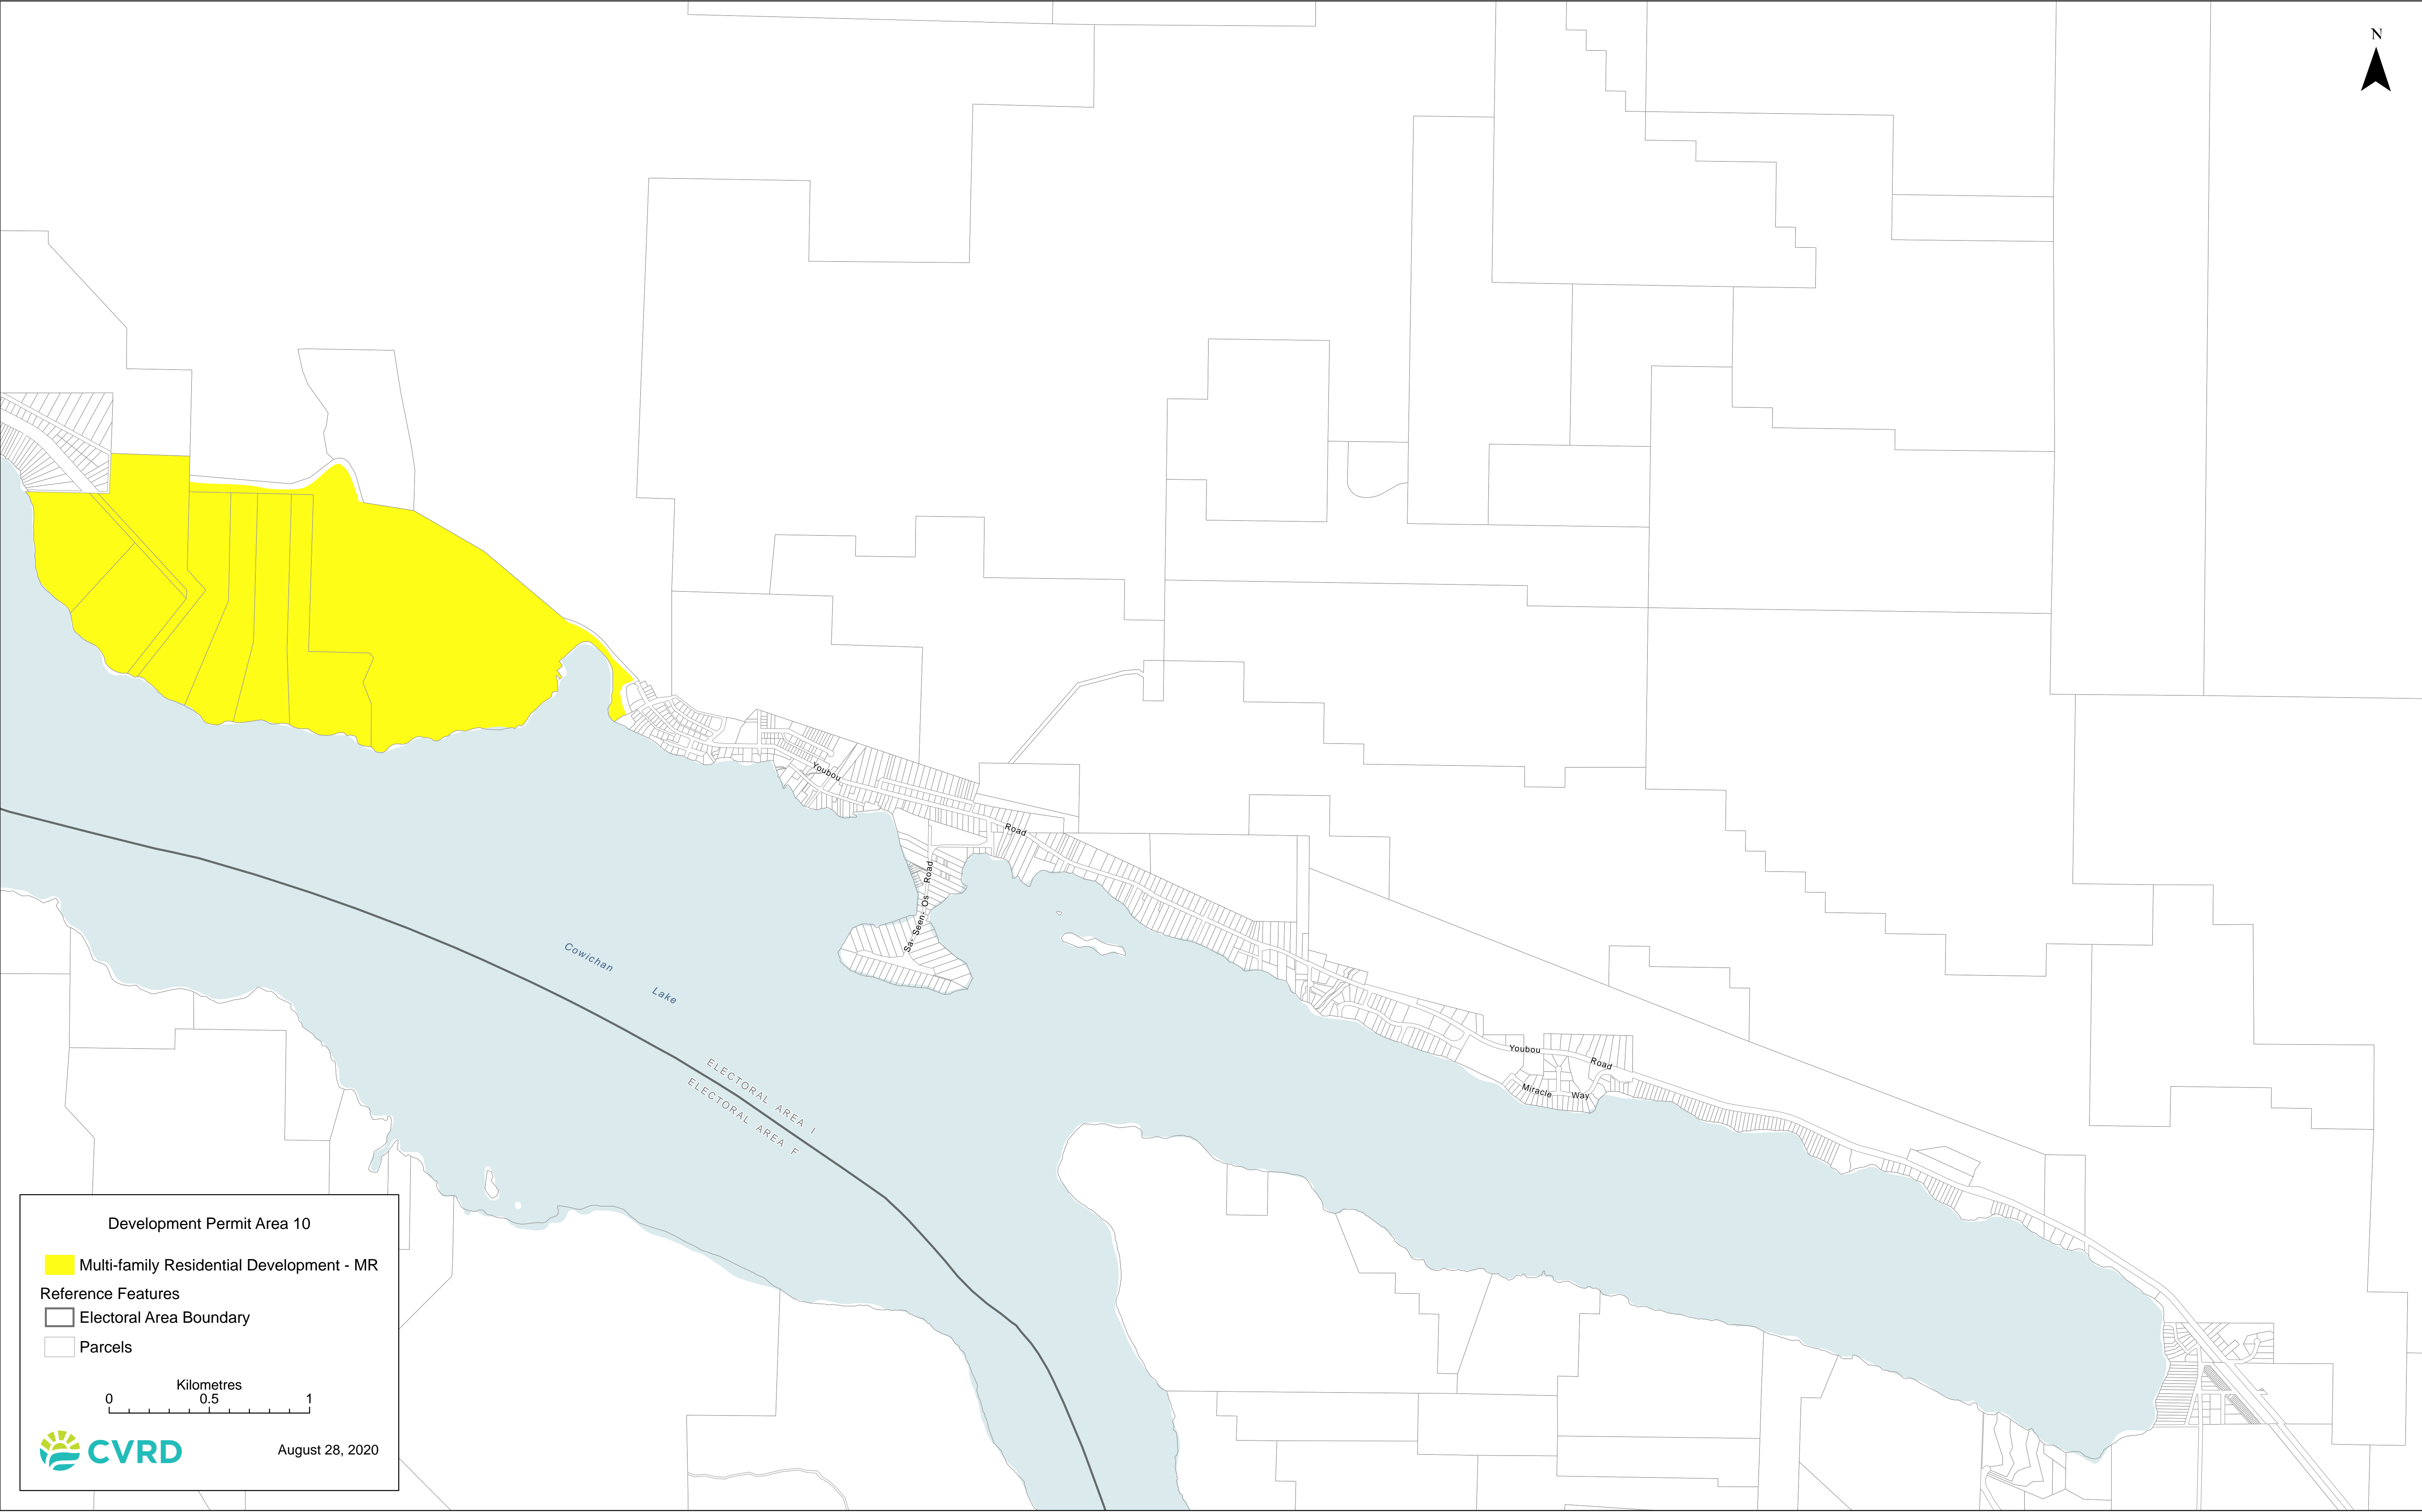 N
Youbou
Road
Sa- Seen- Os Road
Cowichan
Lake
Youbou
Road
Miracle Way
ELECTORAL AREA I
ELECTORAL AREA F
Development Permit Area 10
Multi-family Residential Development - MR
Reference Features
Electoral Area Boundary
Parcels
Kilometres
0 0.5 1
CVRD
August 28, 2020